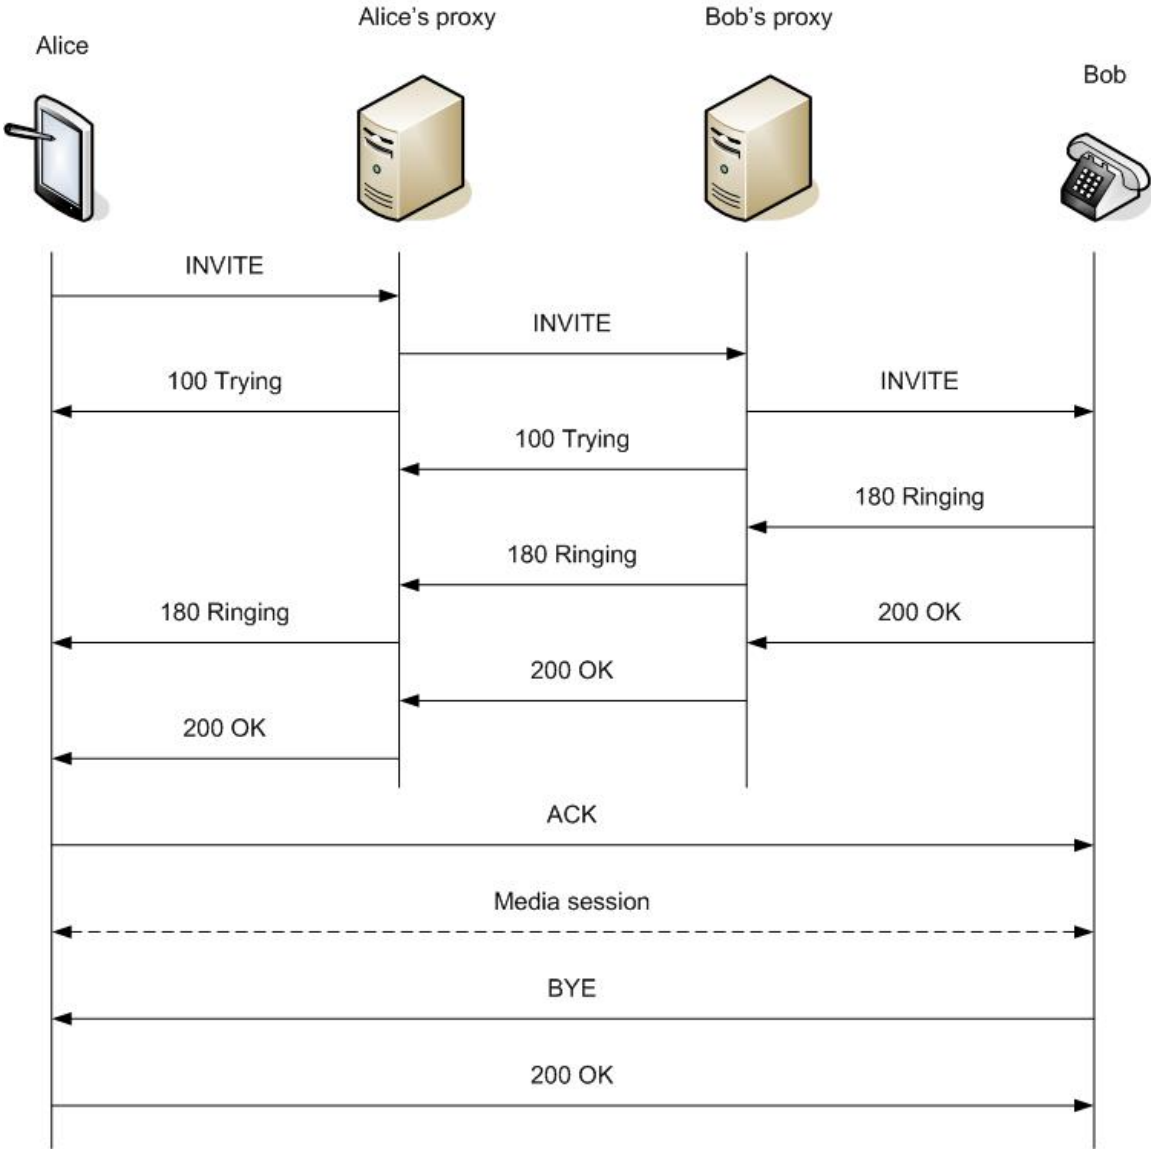 Alice's proxy
Bob's proxy
Alice
Bob
INVITE
INVITE
100 Trying
INVITE
100 Trying
180 Ringing
180 Ringing
180 Ringing
200 OK
200 OK
200 OK
ACK
Media session
BYE
200 OK